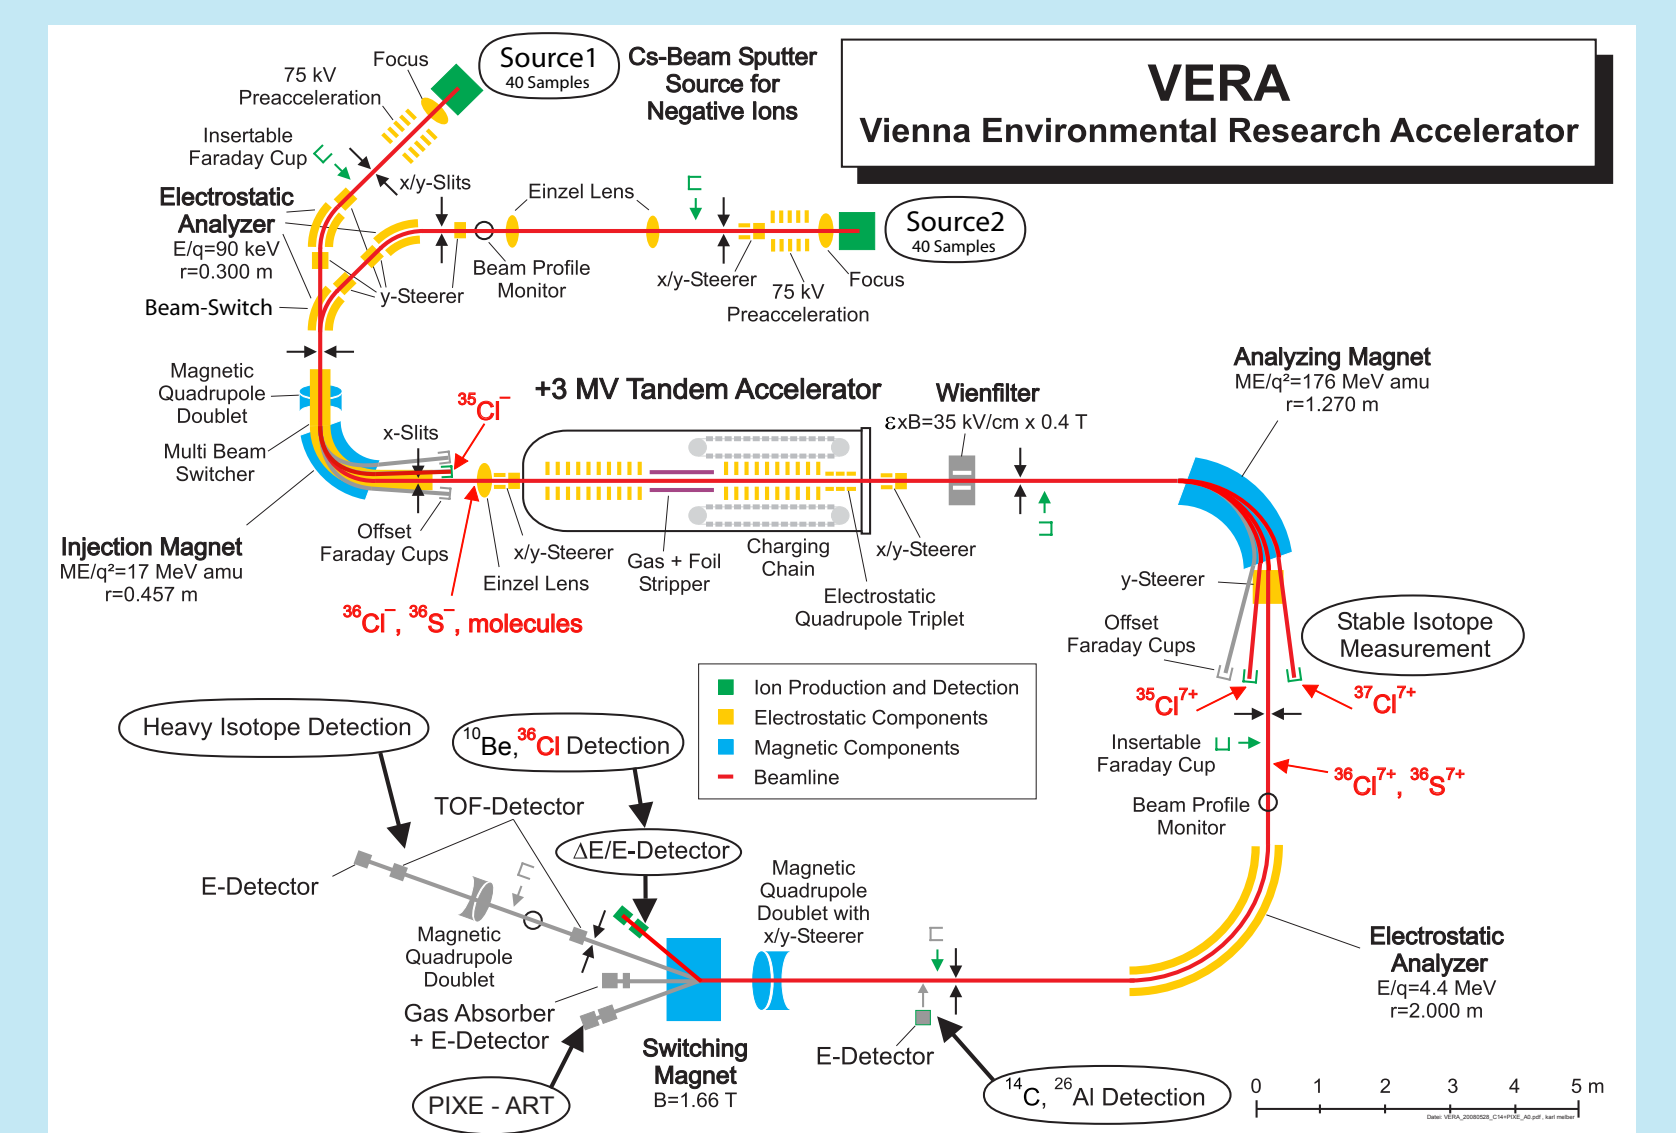 VERA
Vienna Environmental Research Accelerator
Source1
40 Samples
Cs-Beam Sputter
Source for
Negative Ions
Focus
75 kV
Preacceleration
Insertable
Faraday Cup
x/y-Slits
Electrostatic
Analyzer
E/q=90 keV
r=0.300 m
Beam-Switch
y-Steerer
Beam Profile
Monitor
Einzel Lens
x/y-Steerer
75 kV
Preacceleration
Focus
Source2
40 Samples
Magnetic
Quadrupole
Doublet
Multi Beam
Switcher
x-Slits
³⁵Cl⁻
Injection Magnet
ME/q²=17 MeV amu
r=0.457 m
Offset
Faraday Cups
³⁶Cl⁻, ³⁶S⁻, molecules
x/y-Steerer
Einzel Lens
+3 MV Tandem Accelerator
Gas + Foil
Stripper
Charging
Chain
Electrostatic
Quadrupole Triplet
x/y-Steerer
Wienfilter
εxB=35 kV/cm x 0.4 T
Analyzing Magnet
ME/q²=176 MeV amu
r=1.270 m
y-Steerer
Offset
Faraday Cups
Stable Isotope
Measurement
³⁵Cl⁷⁺
³⁷Cl⁷⁺
Insertable
Faraday Cup
³⁶Cl⁷⁺, ³⁶S⁷⁺
Beam Profile
Monitor
Ion Production and Detection
Electrostatic Components
Magnetic Components
Beamline
Heavy Isotope Detection
¹⁰Be, ³⁶Cl Detection
TOF-Detector
ΔE/E-Detector
E-Detector
Magnetic
Quadrupole
Doublet
Magnetic
Quadrupole
Doublet with
x/y-Steerer
Gas Absorber
+ E-Detector
Switching
Magnet
B=1.66 T
PIXE - ART
E-Detector
¹⁴C, ²⁶Al Detection
Electrostatic
Analyzer
E/q=4.4 MeV
r=2.000 m
0 1 2 3 4 5 m
Datei: VERA_20080528_C14+PIXE_A0.pdf, karl melber